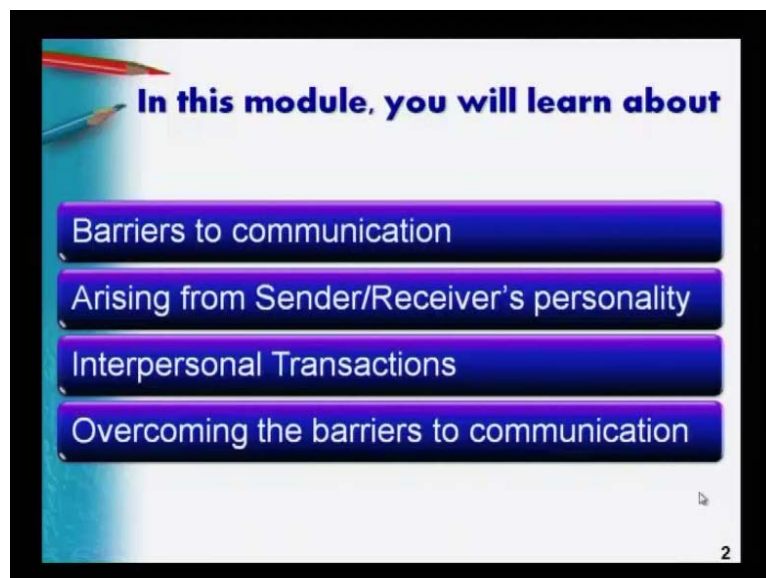 In this module, you will learn about
Barriers to communication
Arising from Sender/Receiver's personality
Interpersonal Transactions
Overcoming the barriers to communication
2